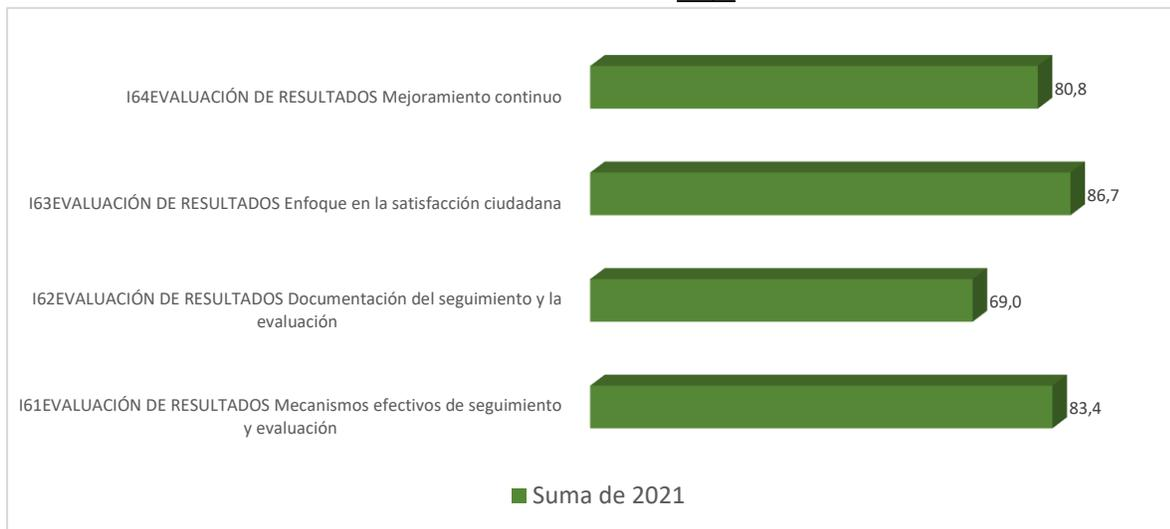 I64EVALUACIÓN DE RESULTADOS Mejoramiento continuo
80,8
I63EVALUACIÓN DE RESULTADOS Enfoque en la satisfacción ciudadana
86,7
I62EVALUACIÓN DE RESULTADOS Documentación del seguimiento y la
evaluación
69,0
I61EVALUACIÓN DE RESULTADOS Mecanismos efectivos de seguimiento
y evaluación
83,4
Suma de 2021